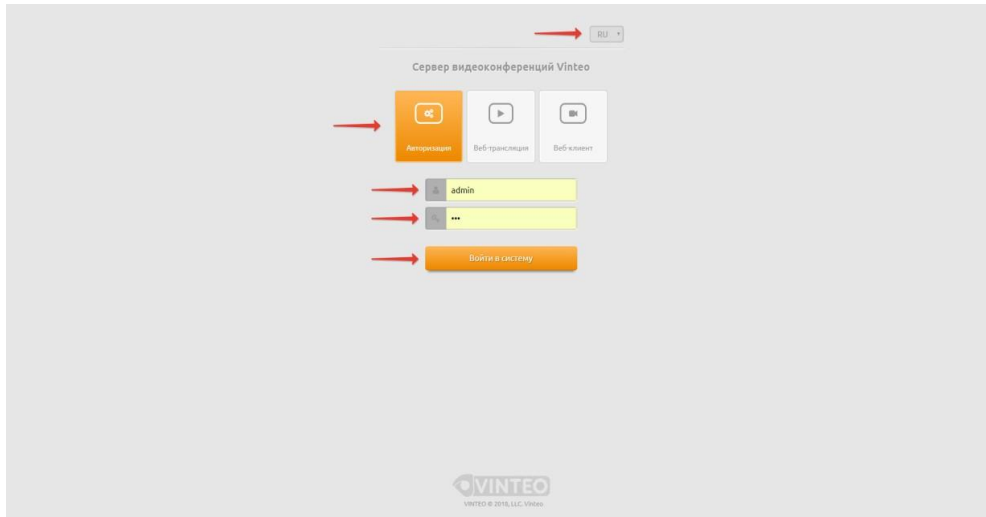 RU
Сервер видеоконференций Vinteo
Авторизация
Веб-трансляция
Веб-клиент
admin
•••
Войти в систему
VINTEO
VINTEO © 2018, LLC. Vinteo